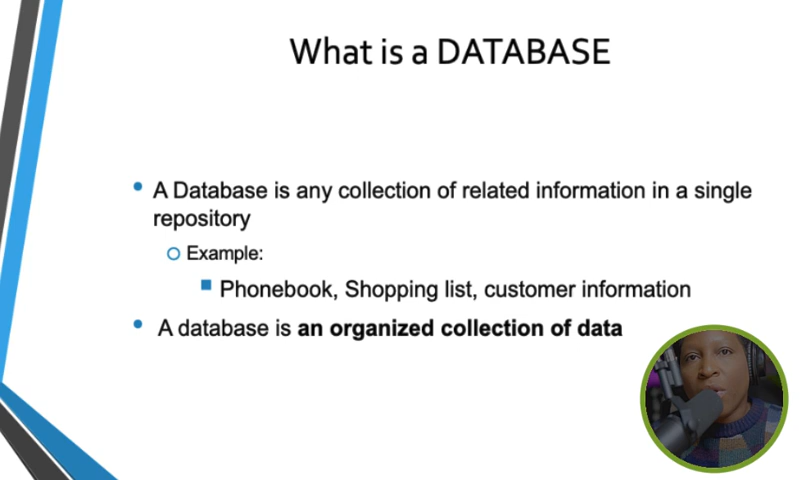 What is a DATABASE
A Database is any collection of related information in a single
repository
Example:
Phonebook, Shopping list, customer information
A database is an organized collection of data